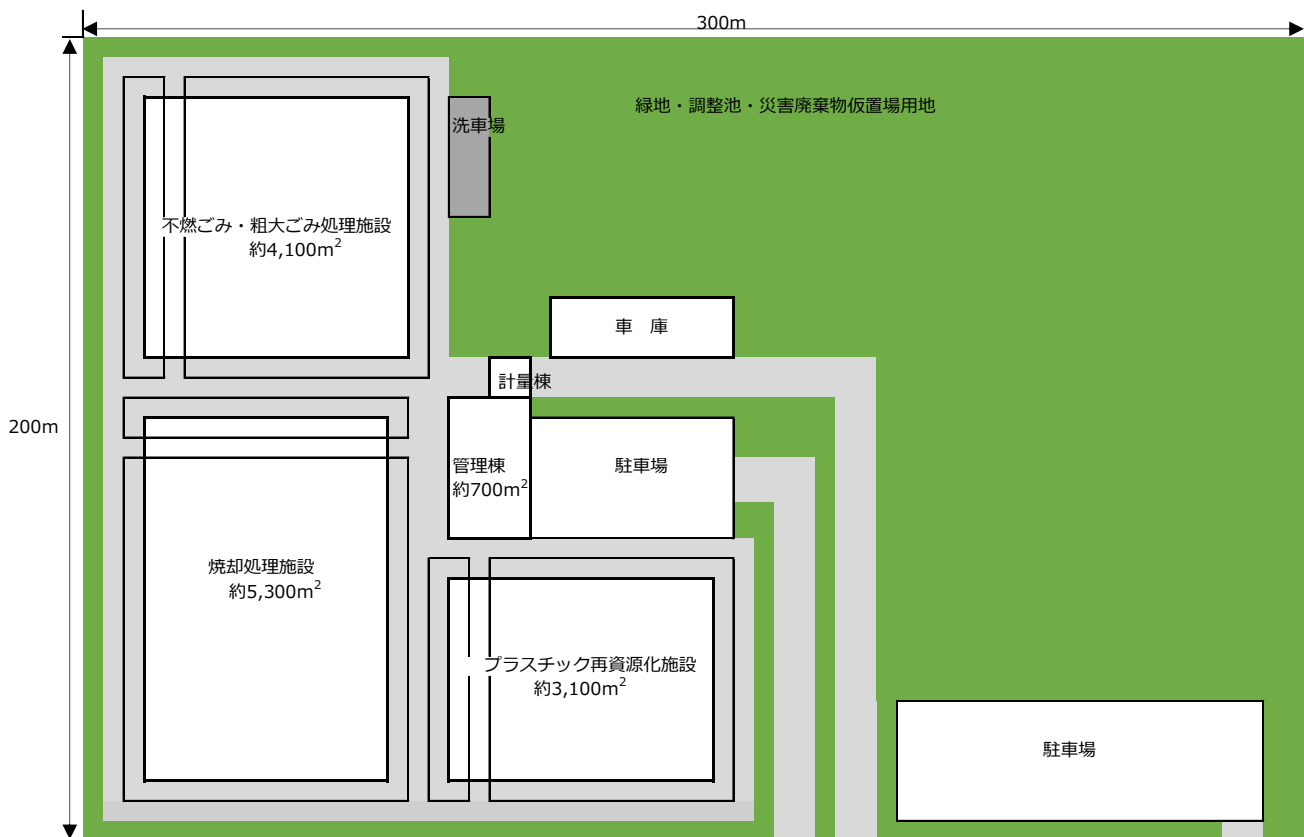 300m
緑地・調整池・災害廃棄物仮置場用地
洗車場
不燃ごみ・粗大ごみ処理施設
約4,100m²
車　庫
計量棟
200m
管理棟
約700m²
駐車場
焼却処理施設
約5,300m²
プラスチック再資源化施設
約3,100m²
駐車場